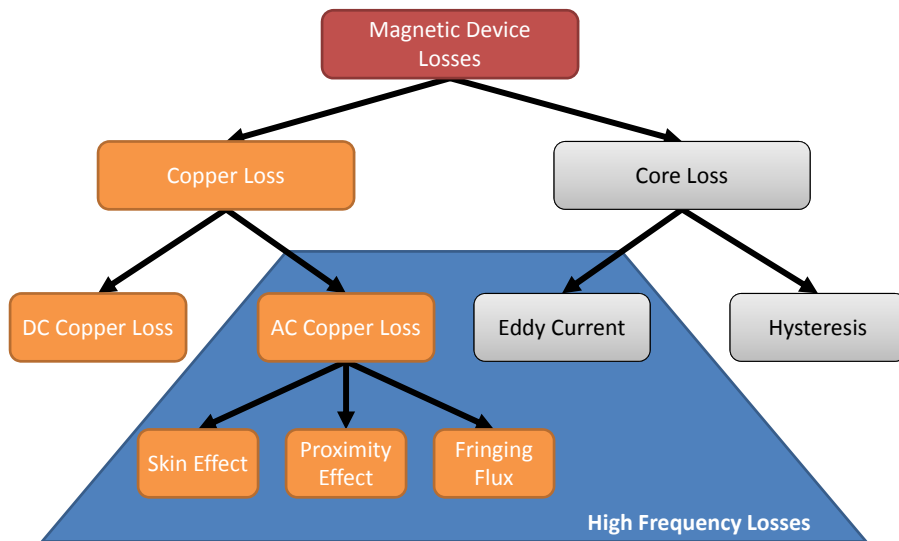 Magnetic Device
Losses
Copper Loss
Core Loss
DC Copper Loss
AC Copper Loss
Eddy Current
Hysteresis
Skin Effect
Proximity
Effect
Fringing
Flux
High Frequency Losses